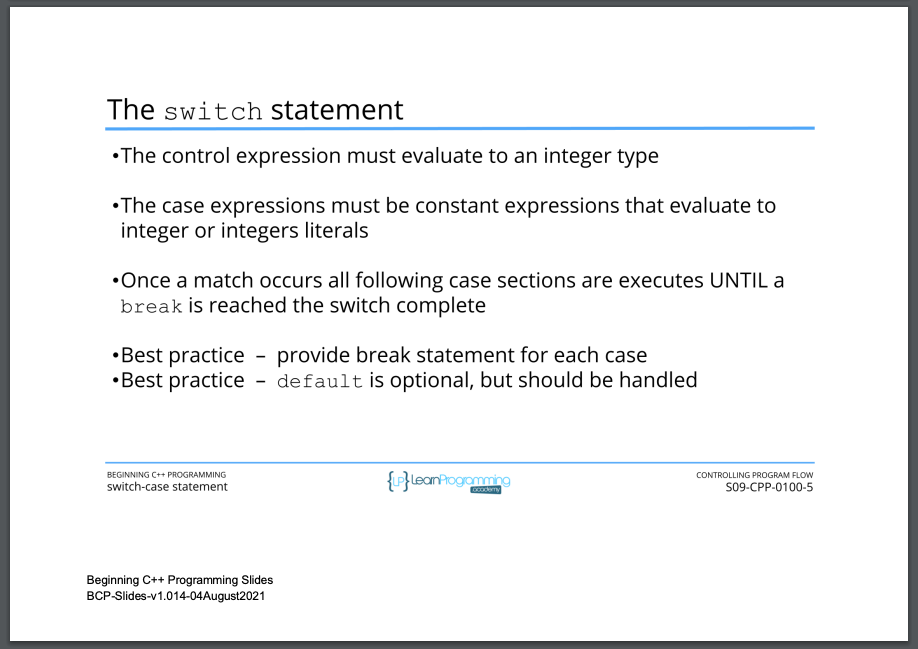 The switch statement
•The control expression must evaluate to an integer type
•The case expressions must be constant expressions that evaluate to
integer or integers literals
•Once a match occurs all following case sections are executes UNTIL a
break is reached the switch complete
•Best practice – provide break statement for each case
•Best practice – default is optional, but should be handled
BEGINNING C++ PROGRAMMING
switch-case statement
{LP} LearnProgramming
academy
CONTROLLING PROGRAM FLOW
S09-CPP-0100-5
Beginning C++ Programming Slides
BCP-Slides-v1.014-04August2021